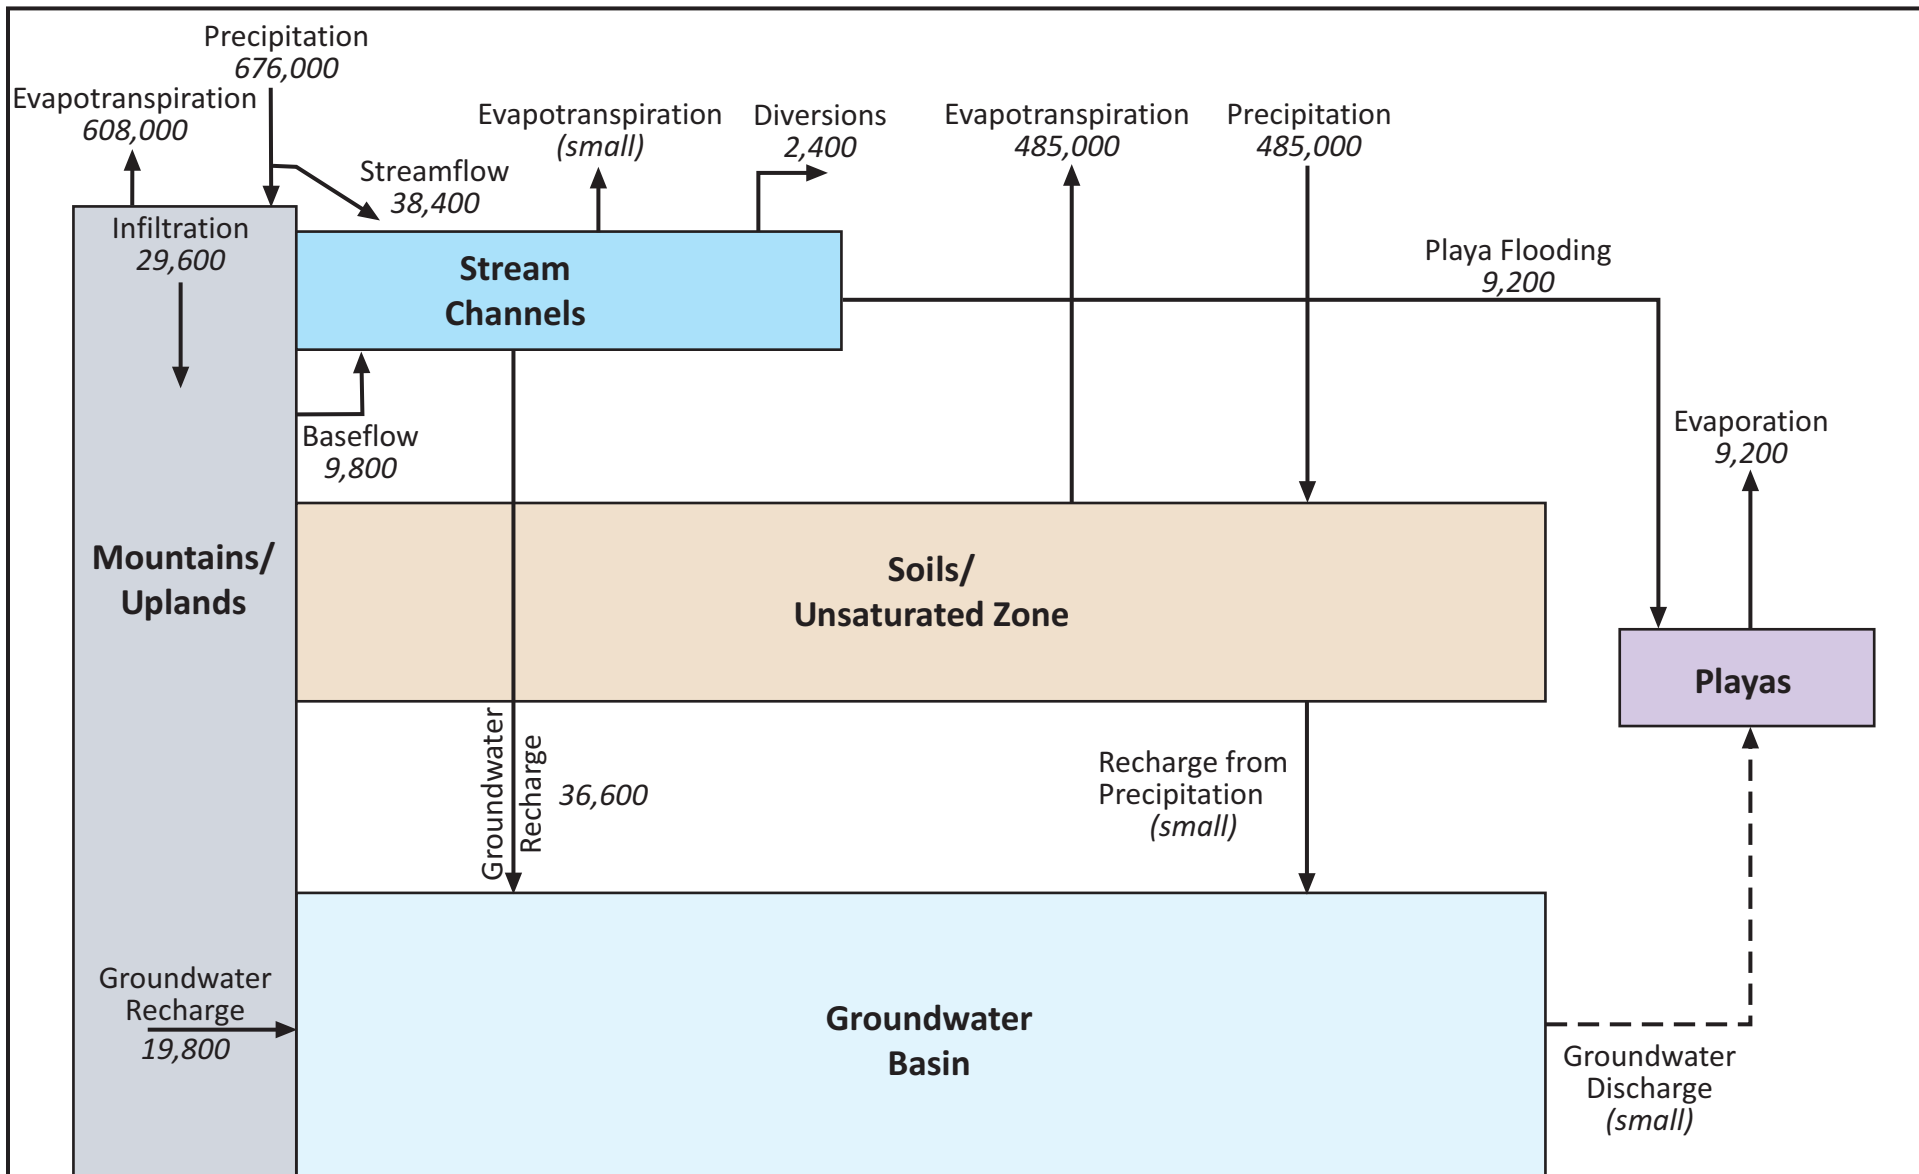 Precipitation
676,000
Evapotranspiration
608,000
Streamflow
38,400
Evapotranspiration
(small)
Diversions
2,400
Evapotranspiration
485,000
Precipitation
485,000
Infiltration
29,600
Stream
Channels
Playa Flooding
9,200
Baseflow
9,800
Evaporation
9,200
Mountains/
Uplands
Soils/
Unsaturated Zone
Playas
Groundwater
Recharge
36,600
Recharge from
Precipitation
(small)
Groundwater
Recharge
19,800
Groundwater
Basin
Groundwater
Discharge
(small)